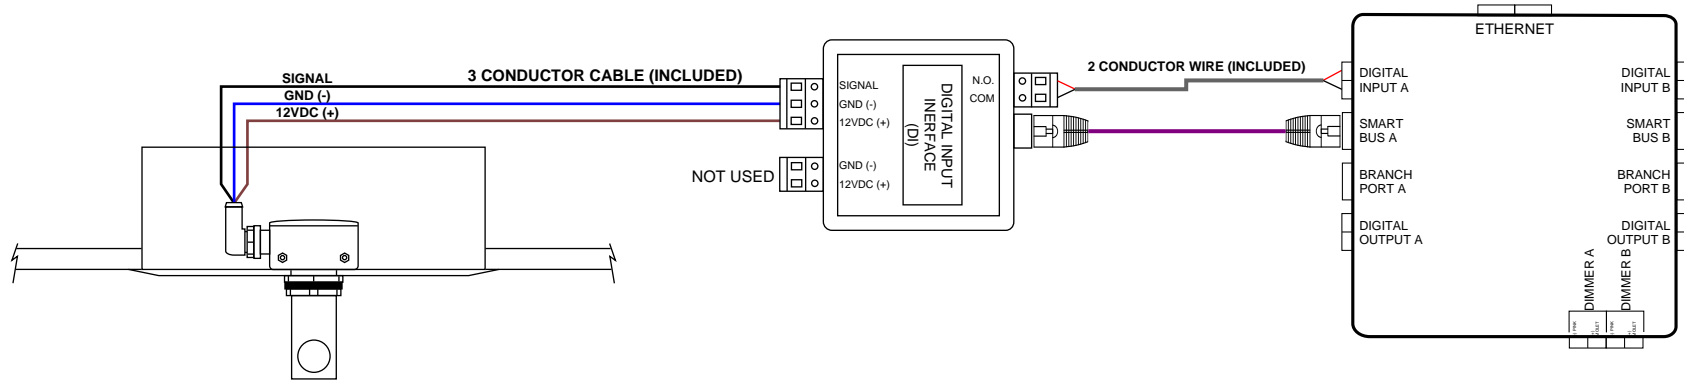 ETHERNET
3 CONDUCTOR CABLE (INCLUDED)
SIGNAL
GND (-)
12VDC (+)
SIGNAL
GND (-)
12VDC (+)
NOT USED
GND (-)
12VDC (+)
DIGITAL INPUT
INERFACE
(DI)
N.O.
COM
2 CONDUCTOR WIRE (INCLUDED)
DIGITAL
INPUT A
SMART
BUS A
BRANCH
PORT A
DIGITAL
OUTPUT A
DIGITAL
INPUT B
SMART
BUS B
BRANCH
PORT B
DIGITAL
OUTPUT B
DIMMER A
DIMMER B